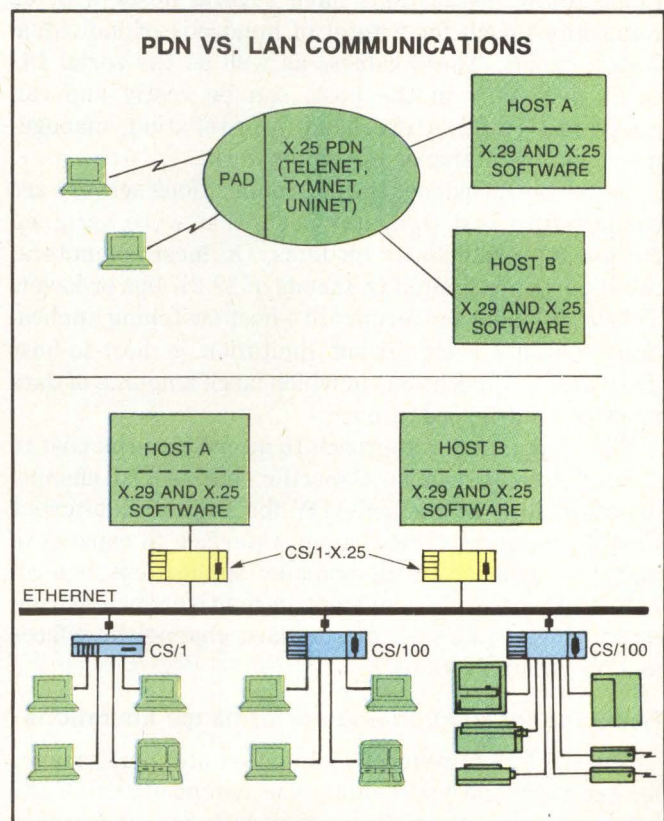 PDN VS. LAN COMMUNICATIONS
HOST A
X.29 AND X.25
SOFTWARE
PAD
X.25 PDN
(TELENET,
TYMNET,
UNINET)
HOST B
X.29 AND X.25
SOFTWARE
HOST A
X.29 AND X.25
SOFTWARE
HOST B
X.29 AND X.25
SOFTWARE
CS/1-X.25
ETHERNET
CS/1
CS/100
CS/100